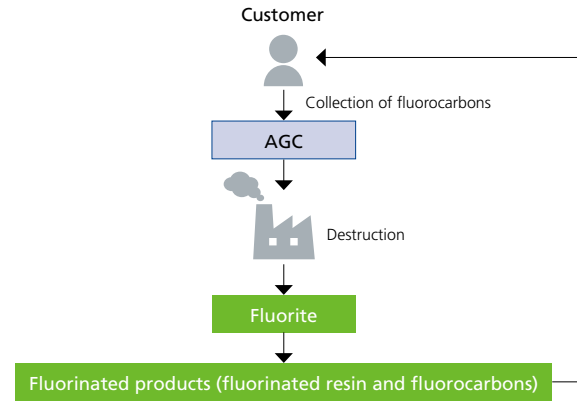 Customer
Collection of fluorocarbons
AGC
Destruction
Fluorite
Fluorinated products (fluorinated resin and fluorocarbons)